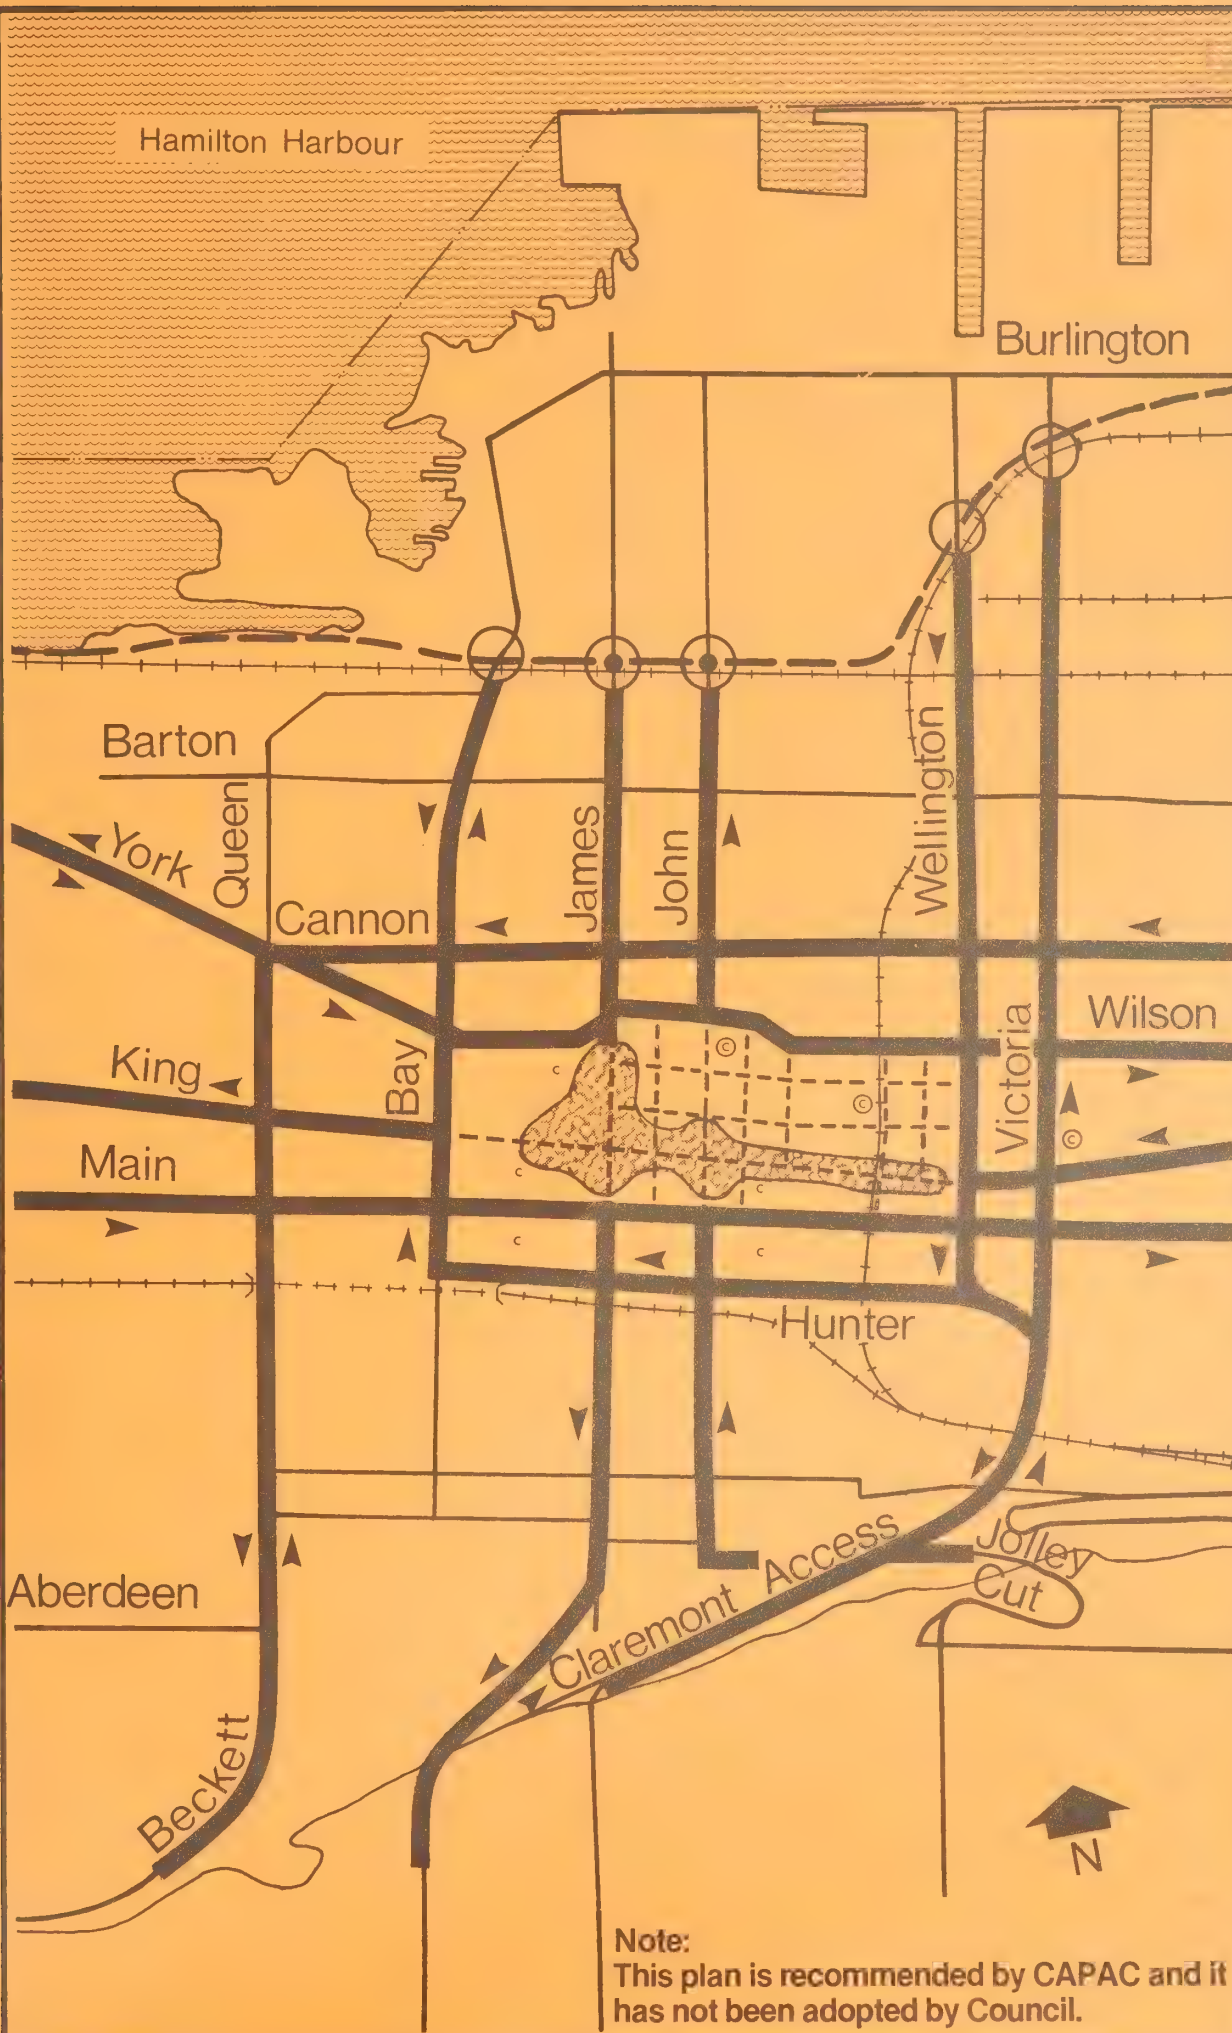 Hamilton Harbour
Burlington
Barton
Queen
York
Cannon
James
John
Wellington
Wilson
King
Bay
Victoria
Main
Hunter
Aberdeen
Claremont Access
Jolley
Cut
Beckett
N
c
c
c
c
c
©
©
©
Note:
This plan is recommended by CAPAC and it
has not been adopted by Council.